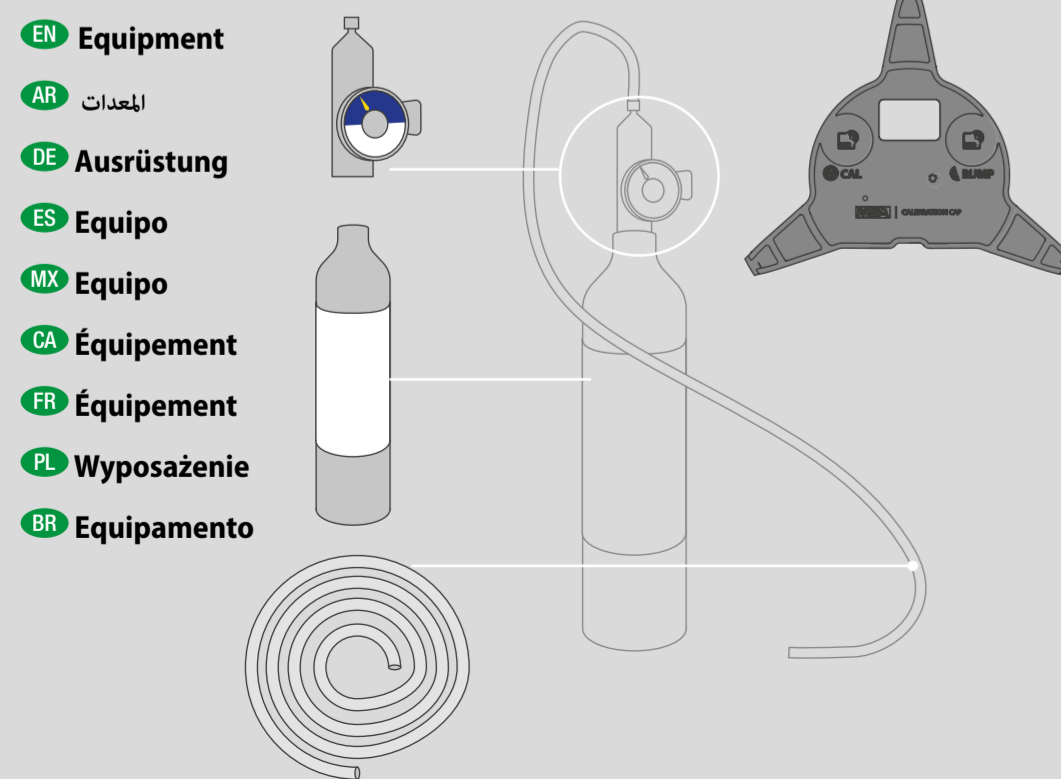 EN Equipment
AR المعدات
DE Ausrüstung
ES Equipo
MX Equipo
CA Équipement
FR Équipement
PL Wyposażenie
BR Equipamento
CAL
BUMP
MSA | CALIBRATION CAP